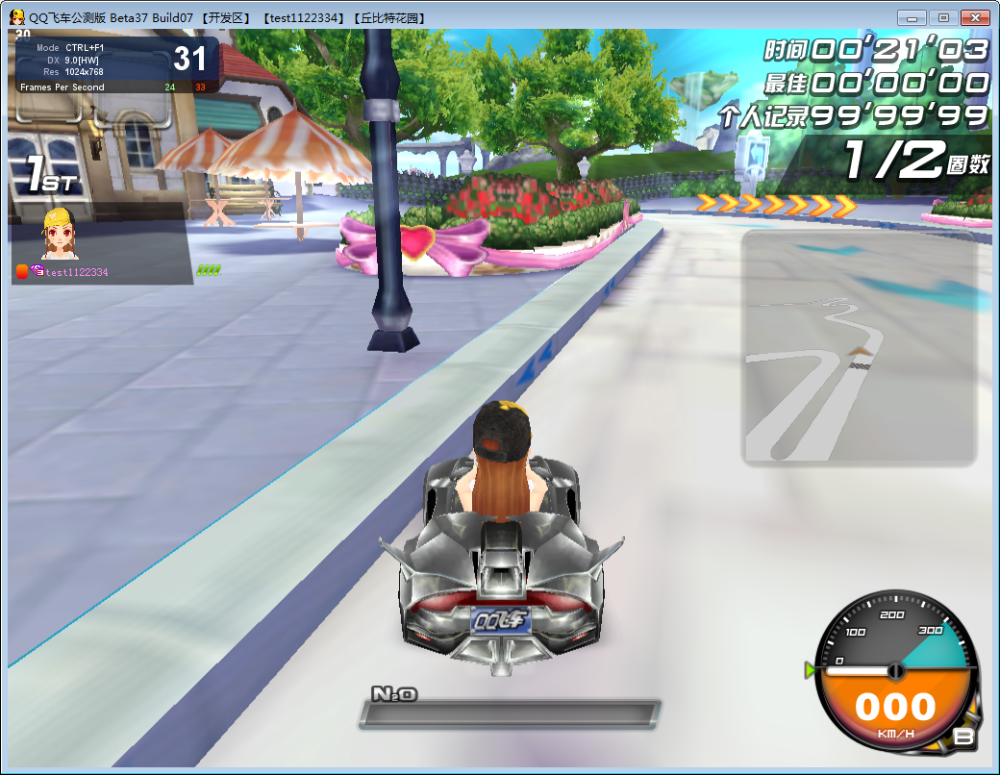 QQ飞车公测版 Beta37 Build07 【开发区】 【test1122334】【丘比特花园】
30
Mode CTRL+F1
DX 9.0[HW]
Res 1024x768
31
Frames Per Second 24 33
时间00'21'03
最佳00'00'00
个人记录99'99'99
1/2圈数
1ST
test1122334
QQ飞车
N2O
0 100 200 300
000
KM/H
B